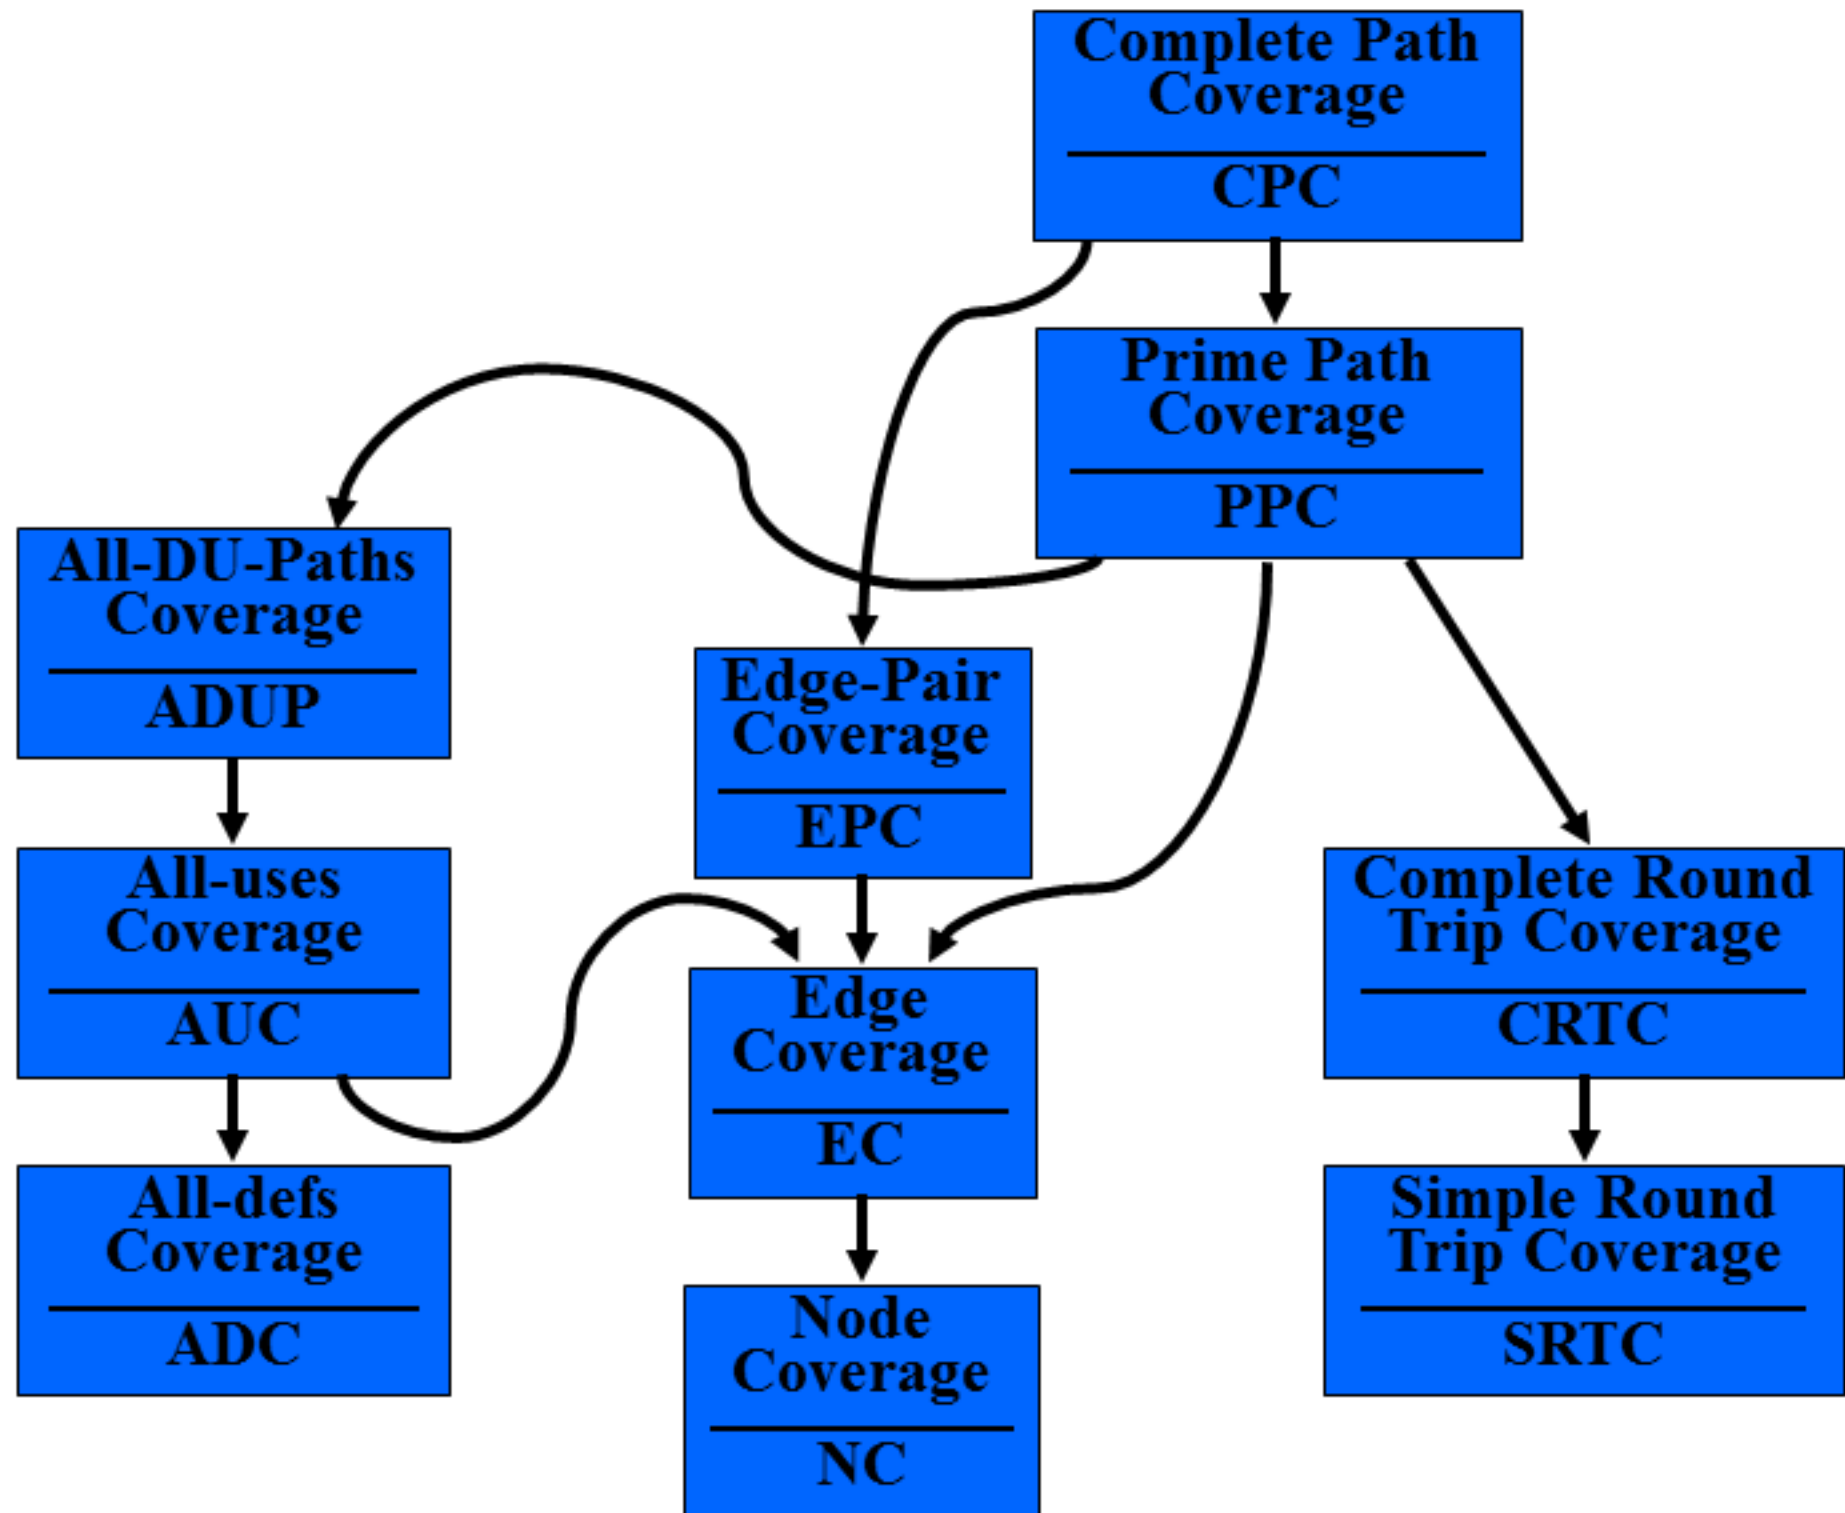 Complete Path
Coverage
CPC
Prime Path
Coverage
PPC
All-DU-Paths
Coverage
ADUP
Edge-Pair
Coverage
EPC
All-uses
Coverage
AUC
Complete Round
Trip Coverage
CRTC
Edge
Coverage
EC
All-defs
Coverage
ADC
Simple Round
Trip Coverage
SRTC
Node
Coverage
NC